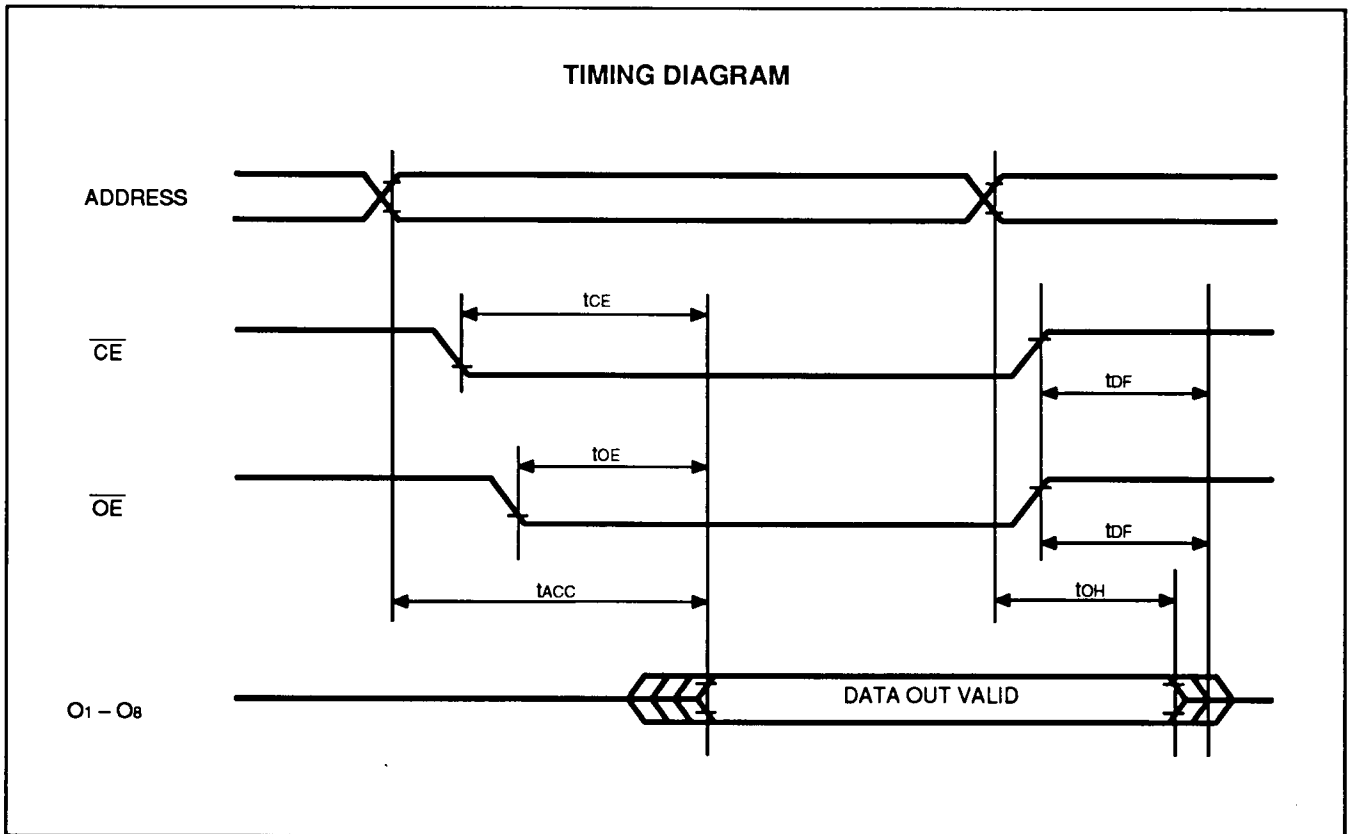 TIMING DIAGRAM
ADDRESS
tCE
CE
tDF
tOE
OE
tDF
tACC
tOH
DATA OUT VALID
O1 – O8